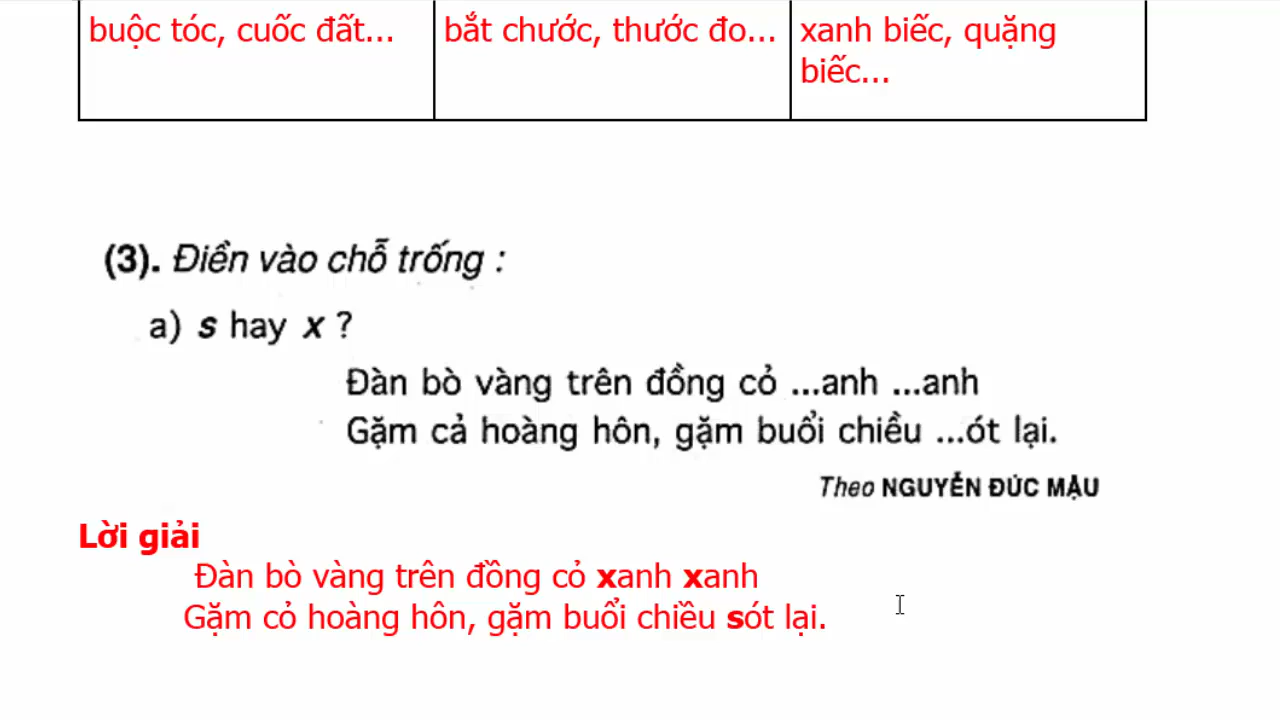 buộc tóc, cuốc đất...
bắt chước, thước đo...
xanh biếc, quặng
biếc...
(3). Điền vào chỗ trống :
a) s hay x ?
Đàn bò vàng trên đồng cỏ ...anh ...anh
Gặm cả hoàng hôn, gặm buổi chiều ...ót lại.
Theo NGUYỄN ĐỨC MẬU
Lời giải
Đàn bò vàng trên đồng cỏ xanh xanh
Gặm cỏ hoàng hôn, gặm buổi chiều sót lại.